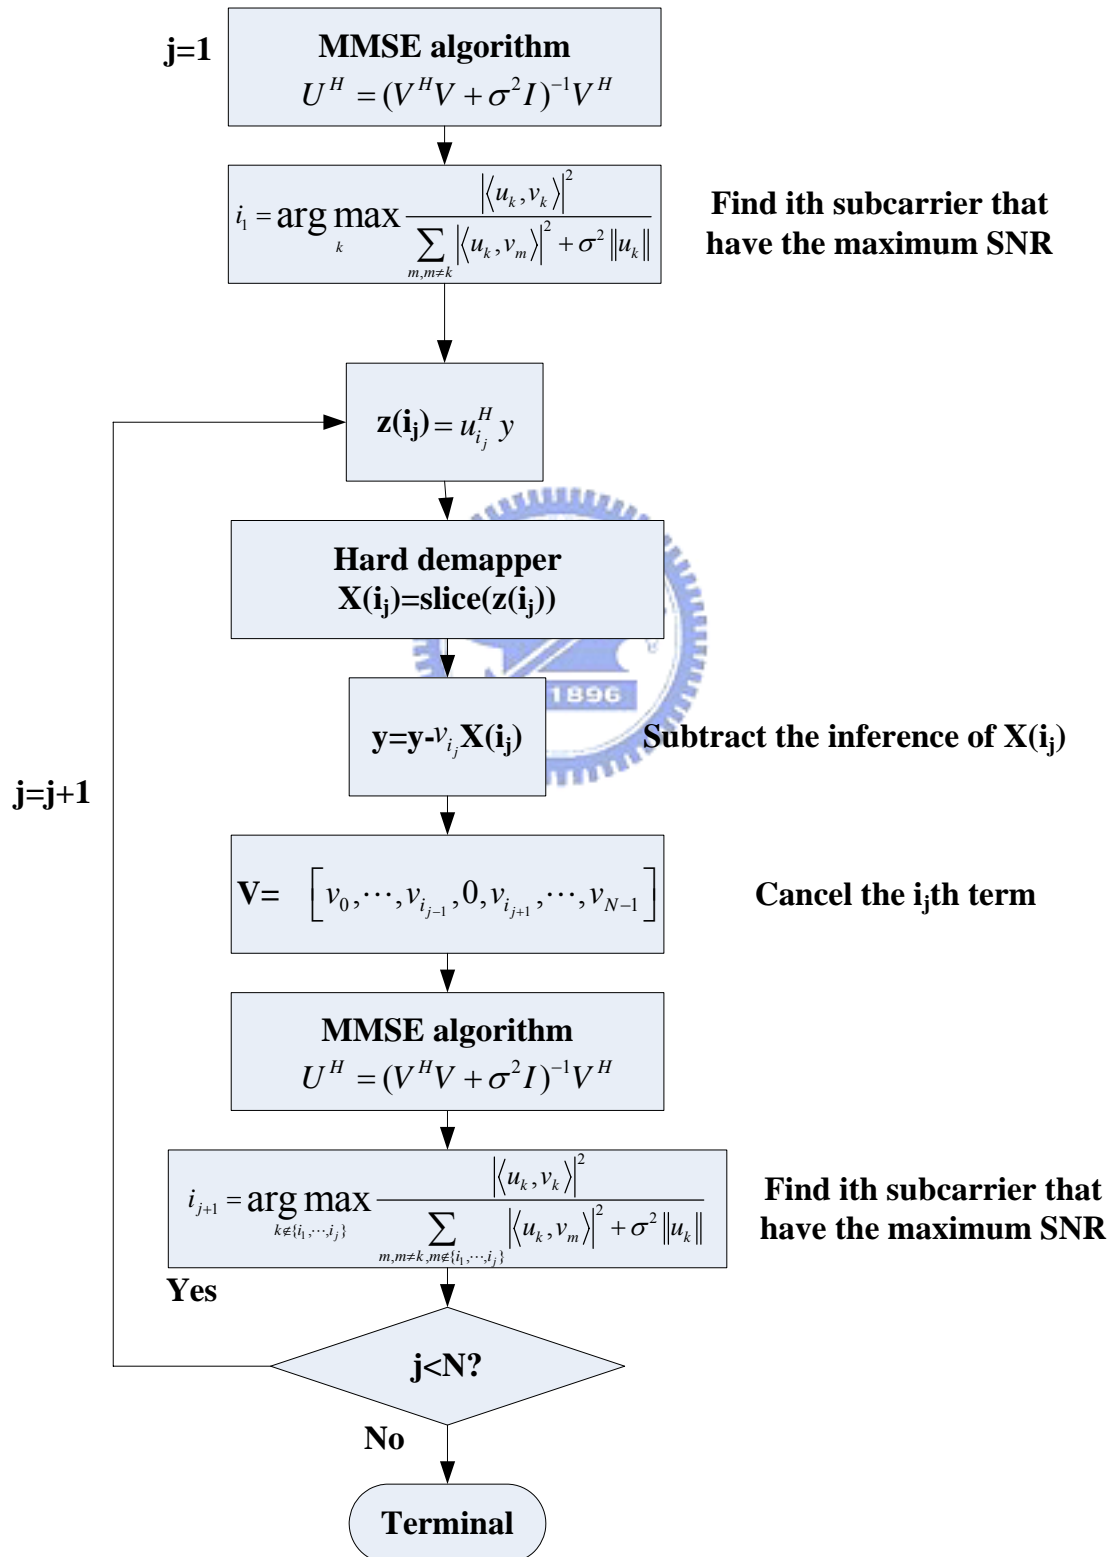 j=1
MMSE algorithm
U^H = (V^H V + σ^2 I)^{-1} V^H
i_1 = arg max_k |⟨u_k, v_k⟩|^2 / (∑_{m,m≠k} |⟨u_k, v_m⟩|^2 + σ^2 ‖u_k‖)
Find ith subcarrier that
have the maximum SNR
z(i_j) = u_{i_j}^H y
Hard demapper
X(i_j)=slice(z(i_j))
1896
y=y-v_{i_j}X(i_j)
Subtract the inference of X(i_j)
j=j+1
V= [v_0, ⋯, v_{i_{j-1}}, 0, v_{i_{j+1}}, ⋯, v_{N-1}]
Cancel the i_jth term
MMSE algorithm
U^H = (V^H V + σ^2 I)^{-1} V^H
i_{j+1} = arg max_{k∉{i_1,⋯,i_j}} |⟨u_k, v_k⟩|^2 / (∑_{m,m≠k,m∉{i_1,⋯,i_j}} |⟨u_k, v_m⟩|^2 + σ^2 ‖u_k‖)
Find ith subcarrier that
have the maximum SNR
Yes
j<N?
No
Terminal